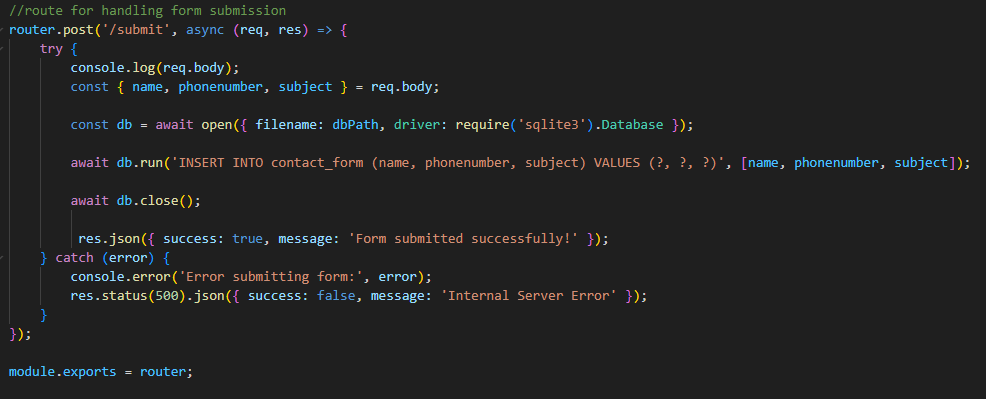 //route for handling form submission
router.post('/submit', async (req, res) => {
    try {
        console.log(req.body);
        const { name, phonenumber, subject } = req.body;

        const db = await open({ filename: dbPath, driver: require('sqlite3').Database });

        await db.run('INSERT INTO contact_form (name, phonenumber, subject) VALUES (?, ?, ?)', [name, phonenumber, subject]);

        await db.close();

         res.json({ success: true, message: 'Form submitted successfully!' });
    } catch (error) {
        console.error('Error submitting form:', error);
        res.status(500).json({ success: false, message: 'Internal Server Error' });
    }
});

module.exports = router;